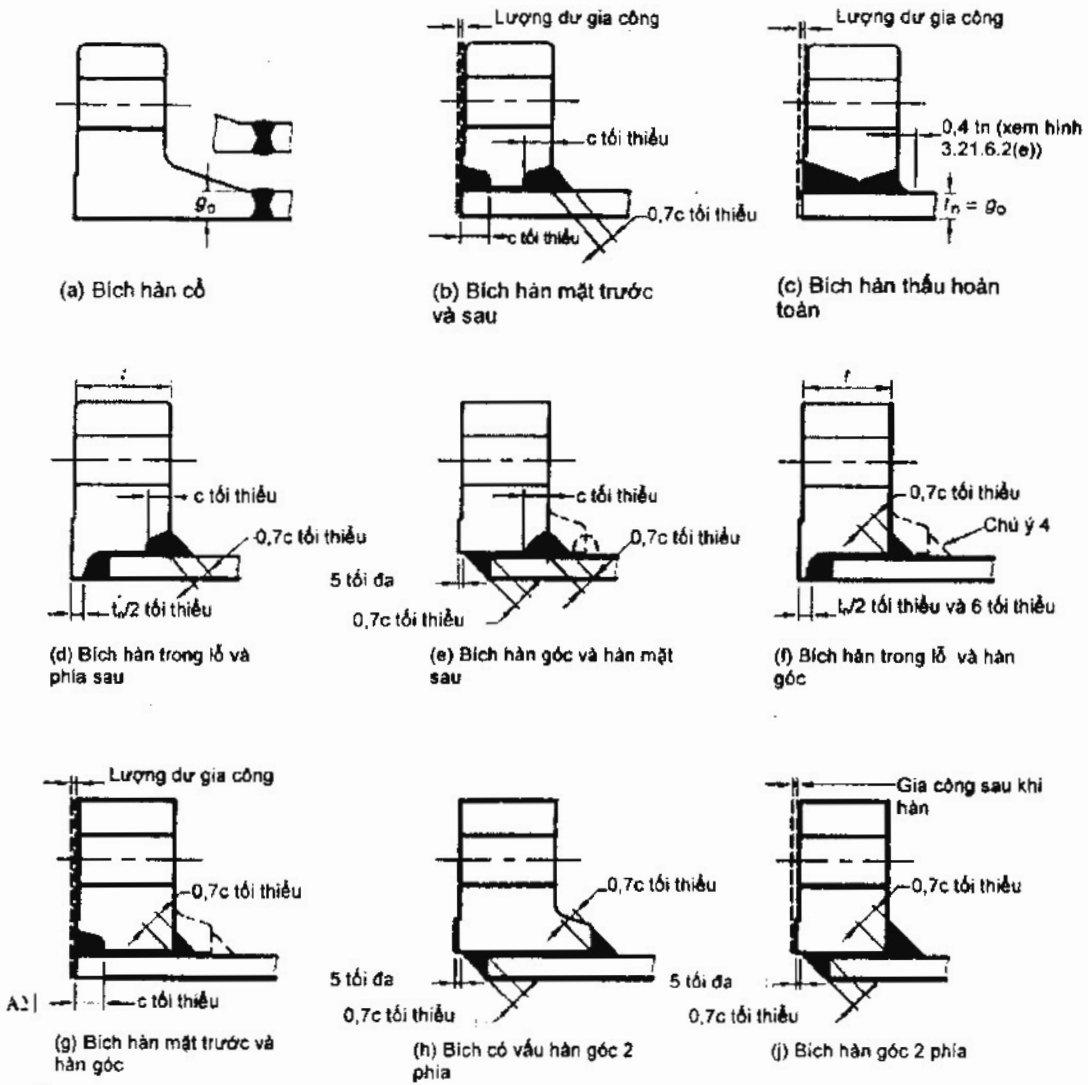 Lượng dư gia công
Lượng dư gia công
c tối thiểu
0,4 tn (xem hình
3.21.6.2(e))
g₀
0,7c tối thiểu
c tối thiểu
tn = g₀
(a) Bích hàn cổ
(b) Bích hàn mặt trước
và sau
(c) Bích hàn thấu hoàn
toàn
t
c tối thiểu
c tối thiểu
0,7c tối thiểu
0,7c tối thiểu
0,7c tối thiểu
Chú ý 4
5 tối đa
tn/2 tối thiểu
0,7c tối thiểu
tn/2 tối thiểu và 6 tối thiểu
(d) Bích hàn trong lỗ và
phía sau
(e) Bích hàn góc và hàn mặt
sau
(f) Bích hàn trong lỗ và hàn
góc
Lượng dư gia công
Gia công sau khi
hàn
0,7c tối thiểu
0,7c tối thiểu
0,7c tối thiểu
5 tối đa
5 tối đa
A2|
c tối thiểu
0,7c tối thiểu
0,7c tối thiểu
(g) Bích hàn mặt trước và
hàn góc
(h) Bích có vấu hàn góc 2
phía
(j) Bích hàn góc 2 phía